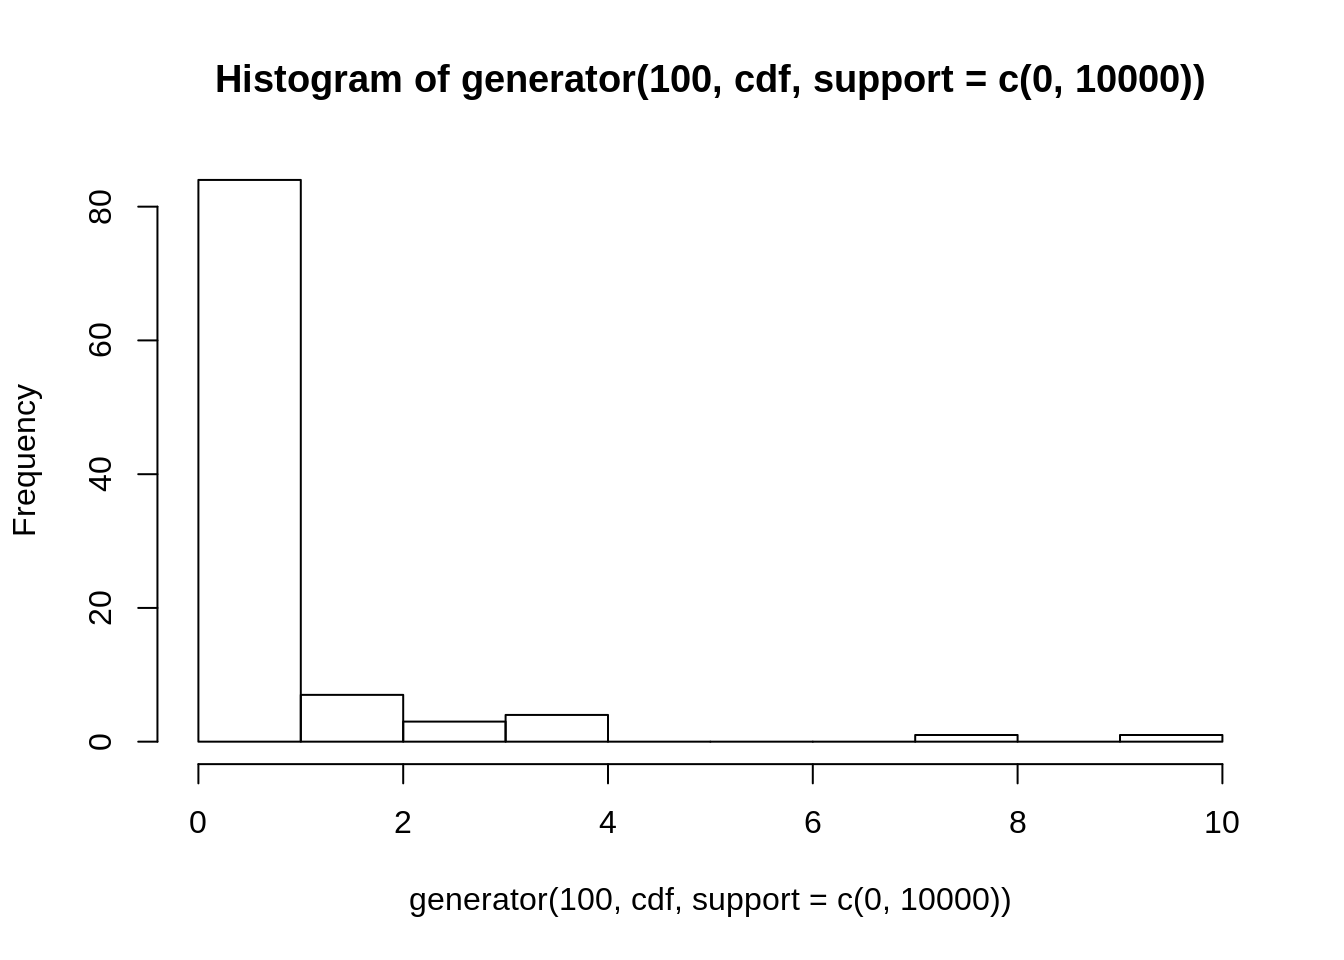 Histogram of generator(100, cdf, support = c(0, 10000))
Frequency
80
60
40
20
0
0 2 4 6 8 10
generator(100, cdf, support = c(0, 10000))